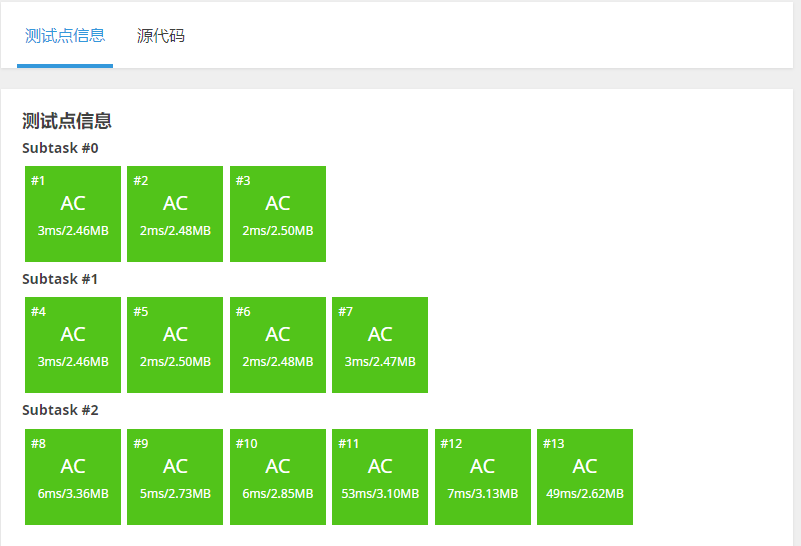 测试点信息 源代码
测试点信息
Subtask #0
#1 #2 #3
AC AC AC
3ms/2.46MB 2ms/2.48MB 2ms/2.50MB
Subtask #1
#4 #5 #6 #7
AC AC AC AC
3ms/2.46MB 2ms/2.50MB 2ms/2.48MB 3ms/2.47MB
Subtask #2
#8 #9 #10 #11 #12 #13
AC AC AC AC AC AC
6ms/3.36MB 5ms/2.73MB 6ms/2.85MB 53ms/3.10MB 7ms/3.13MB 49ms/2.62MB